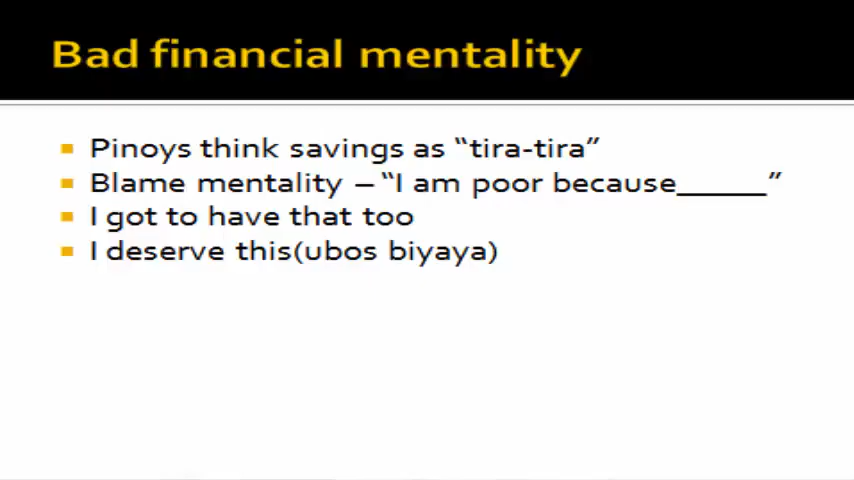 Bad financial mentality
Pinoys think savings as “tira-tira”
Blame mentality – “I am poor because_____”
I got to have that too
I deserve this(ubos biyaya)